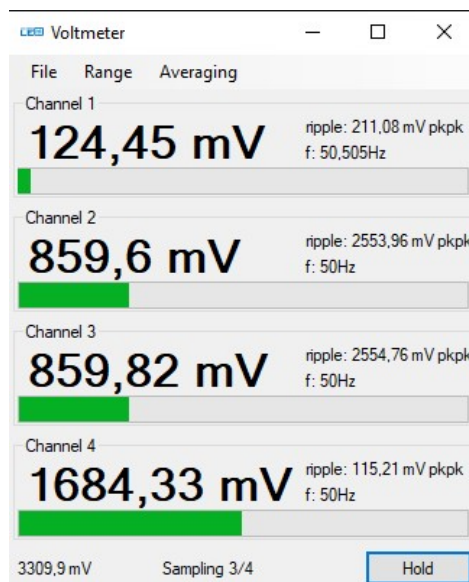 LEO Voltmeter
File Range Averaging
Channel 1
124,45 mV
ripple: 211,08 mV pkpk
f: 50,505Hz
Channel 2
859,6 mV
ripple: 2553,96 mV pkpk
f: 50Hz
Channel 3
859,82 mV
ripple: 2554,76 mV pkpk
f: 50Hz
Channel 4
1684,33 mV
ripple: 115,21 mV pkpk
f: 50Hz
3309,9 mV Sampling 3/4 Hold